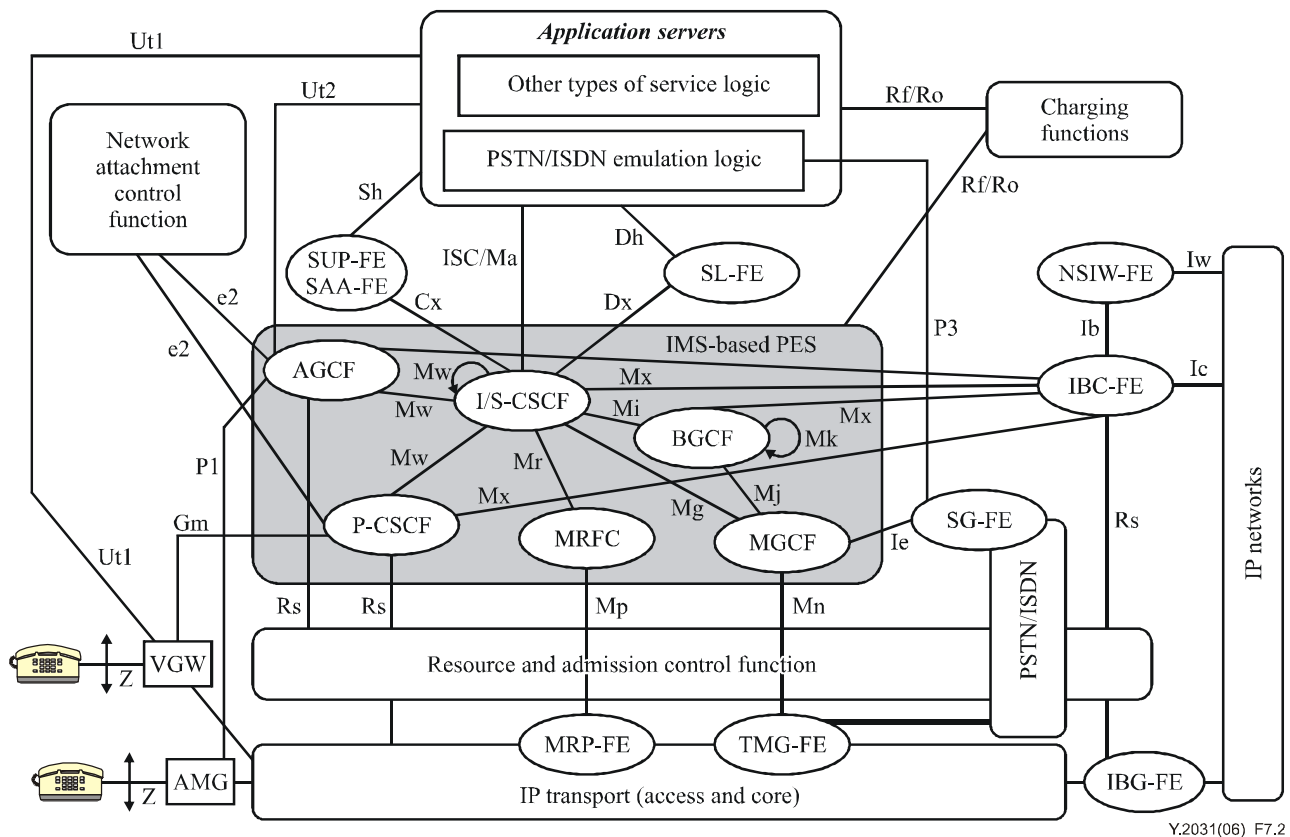 Ut1
Application servers
Other types of service logic
Ut2
Rf/Ro
Charging
functions
Network
attachment
control
function
PSTN/ISDN emulation logic
Sh
Rf/Ro
Dh
ISC/Ma
SUP-FE
SAA-FE
SL-FE
NSIW-FE
Iw
e2
Cx
Dx
P3
Ib
e2
IMS-based PES
AGCF
Mw
Mx
Ic
I/S-CSCF
IBC-FE
Mw
Mi
Mx
BGCF
Mk
P1
Mw
Mr
Mx
Mj
Mg
Gm
P-CSCF
MRFC
MGCF
Ie
SG-FE
Rs
IP networks
Ut1
Rs
Rs
Mp
Mn
PSTN/ISDN
VGW
Z
Resource and admission control function
MRP-FE
TMG-FE
AMG
Z
IP transport (access and core)
IBG-FE
Y.2031(06)_F7.2